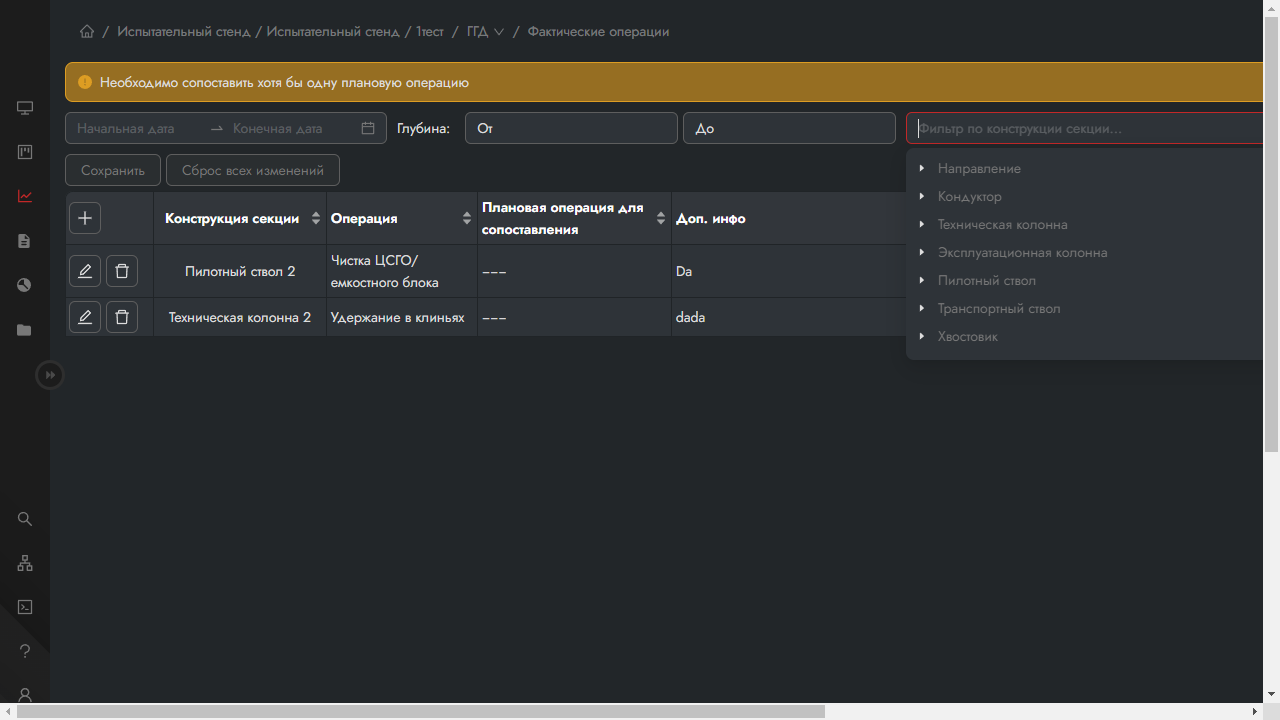 / Испытательный стенд / Испытательный стенд / 1тест / ГГД / Фактические операции
Необходимо сопоставить хотя бы одну плановую операцию
Начальная дата Конечная дата Глубина: От До Фильтр по конструкции секции...
Сохранить Сброс всех изменений
Направление
Кондуктор
Техническая колонна
Эксплуатационная колонна
Пилотный ствол
Транспортный ствол
Хвостовик
Конструкция секции Операция Плановая операция для сопоставления Доп. инфо
Пилотный ствол 2 Чистка ЦСГО/емкостного блока --- Da
Техническая колонна 2 Удержание в клиньях --- dada